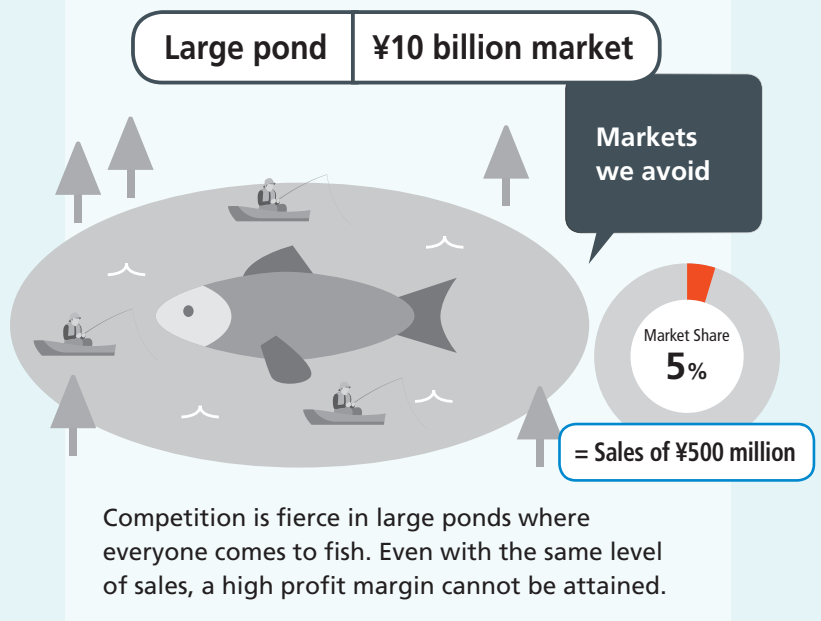 Large pond ¥10 billion market
Markets
we avoid
Market Share
5%
= Sales of ¥500 million
Competition is fierce in large ponds where
everyone comes to fish. Even with the same level
of sales, a high profit margin cannot be attained.